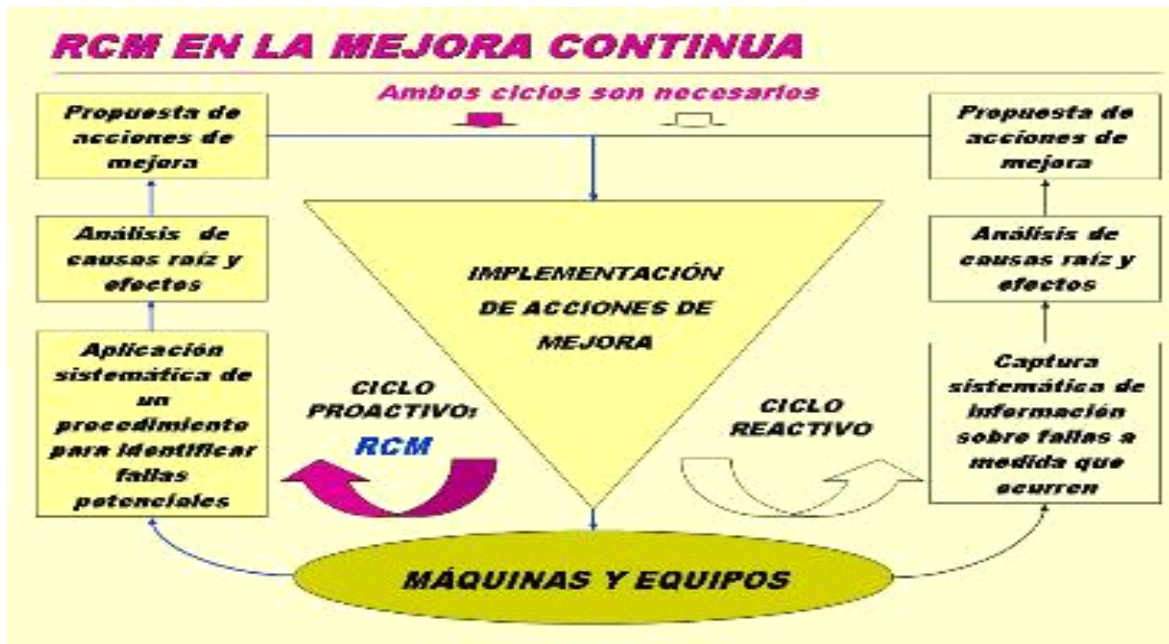 RCM EN LA MEJORA CONTINUA
Ambos ciclos son necesarios
Propuesta de
acciones de
mejora
Análisis de
causas raíz y
efectos
Aplicación
sistemática de
un
procedimiento
para identificar
fallas
potenciales
IMPLEMENTACIÓN
DE ACCIONES DE
MEJORA
CICLO
PROACTIVO:
RCM
CICLO
REACTIVO
Propuesta de
acciones de
mejora
Análisis de
causas raíz y
efectos
Captura
sistemática de
información
sobre fallas a
medida que
ocurren
MÁQUINAS Y EQUIPOS